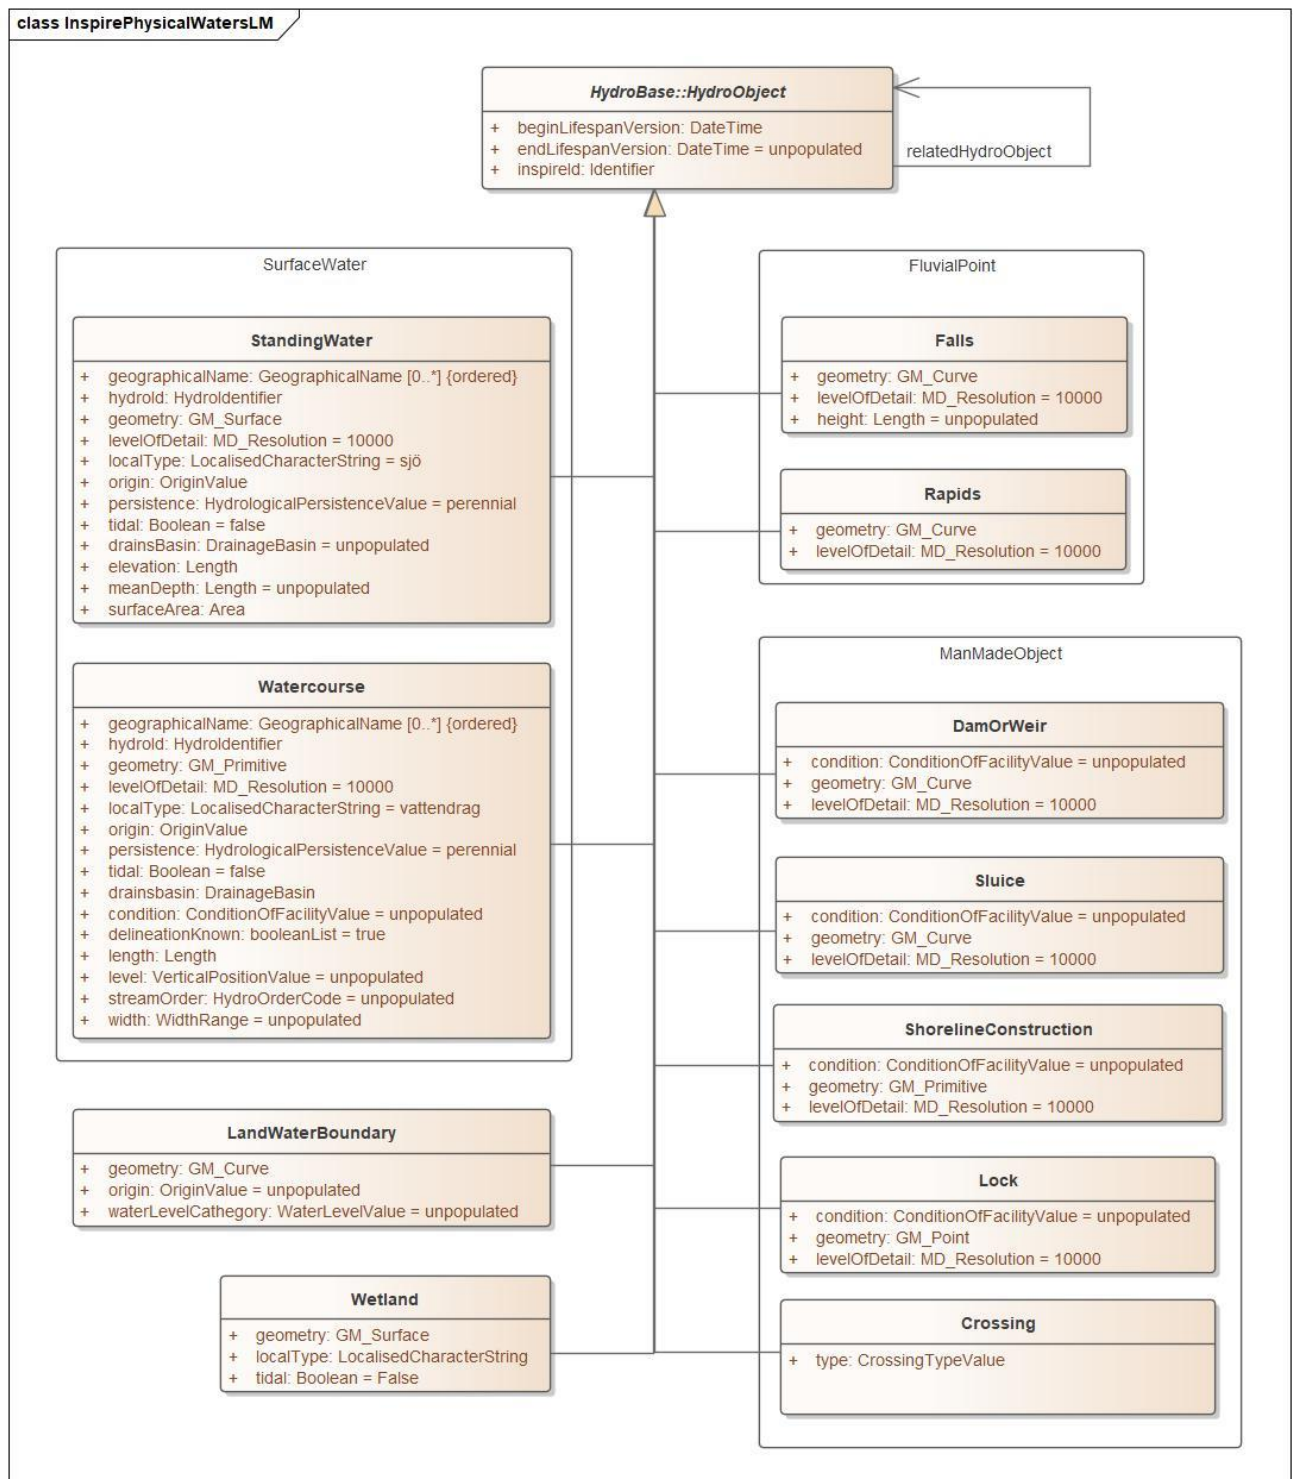 class InspirePhysicalWatersLM
HydroBase::HydroObject
+ beginLifespanVersion: DateTime
+ endLifespanVersion: DateTime = unpopulated
+ inspireId: Identifier
relatedHydroObject
SurfaceWater
StandingWater
+ geographicalName: GeographicalName [0..*] {ordered}
+ hydroId: HydroIdentifier
+ geometry: GM_Surface
+ levelOfDetail: MD_Resolution = 10000
+ localType: LocalisedCharacterString = sjö
+ origin: OriginValue
+ persistence: HydrologicalPersistenceValue = perennial
+ tidal: Boolean = false
+ drainsBasin: DrainageBasin = unpopulated
+ elevation: Length
+ meanDepth: Length = unpopulated
+ surfaceArea: Area
Watercourse
+ geographicalName: GeographicalName [0..*] {ordered}
+ hydroId: HydroIdentifier
+ geometry: GM_Primitive
+ levelOfDetail: MD_Resolution = 10000
+ localType: LocalisedCharacterString = vattendrag
+ origin: OriginValue
+ persistence: HydrologicalPersistenceValue = perennial
+ tidal: Boolean = false
+ drainsbasin: DrainageBasin
+ condition: ConditionOfFacilityValue = unpopulated
+ delineationKnown: booleanList = true
+ length: Length
+ level: VerticalPositionValue = unpopulated
+ streamOrder: HydroOrderCode = unpopulated
+ width: WidthRange = unpopulated
LandWaterBoundary
+ geometry: GM_Curve
+ origin: OriginValue = unpopulated
+ waterLevelCathegory: WaterLevelValue = unpopulated
Wetland
+ geometry: GM_Surface
+ localType: LocalisedCharacterString
+ tidal: Boolean = False
FluvialPoint
Falls
+ geometry: GM_Curve
+ levelOfDetail: MD_Resolution = 10000
+ height: Length = unpopulated
Rapids
+ geometry: GM_Curve
+ levelOfDetail: MD_Resolution = 10000
ManMadeObject
DamOrWeir
+ condition: ConditionOfFacilityValue = unpopulated
+ geometry: GM_Curve
+ levelOfDetail: MD_Resolution = 10000
Sluice
+ condition: ConditionOfFacilityValue = unpopulated
+ geometry: GM_Curve
+ levelOfDetail: MD_Resolution = 10000
ShorelineConstruction
+ condition: ConditionOfFacilityValue = unpopulated
+ geometry: GM_Primitive
+ levelOfDetail: MD_Resolution = 10000
Lock
+ condition: ConditionOfFacilityValue = unpopulated
+ geometry: GM_Point
+ levelOfDetail: MD_Resolution = 10000
Crossing
+ type: CrossingTypeValue